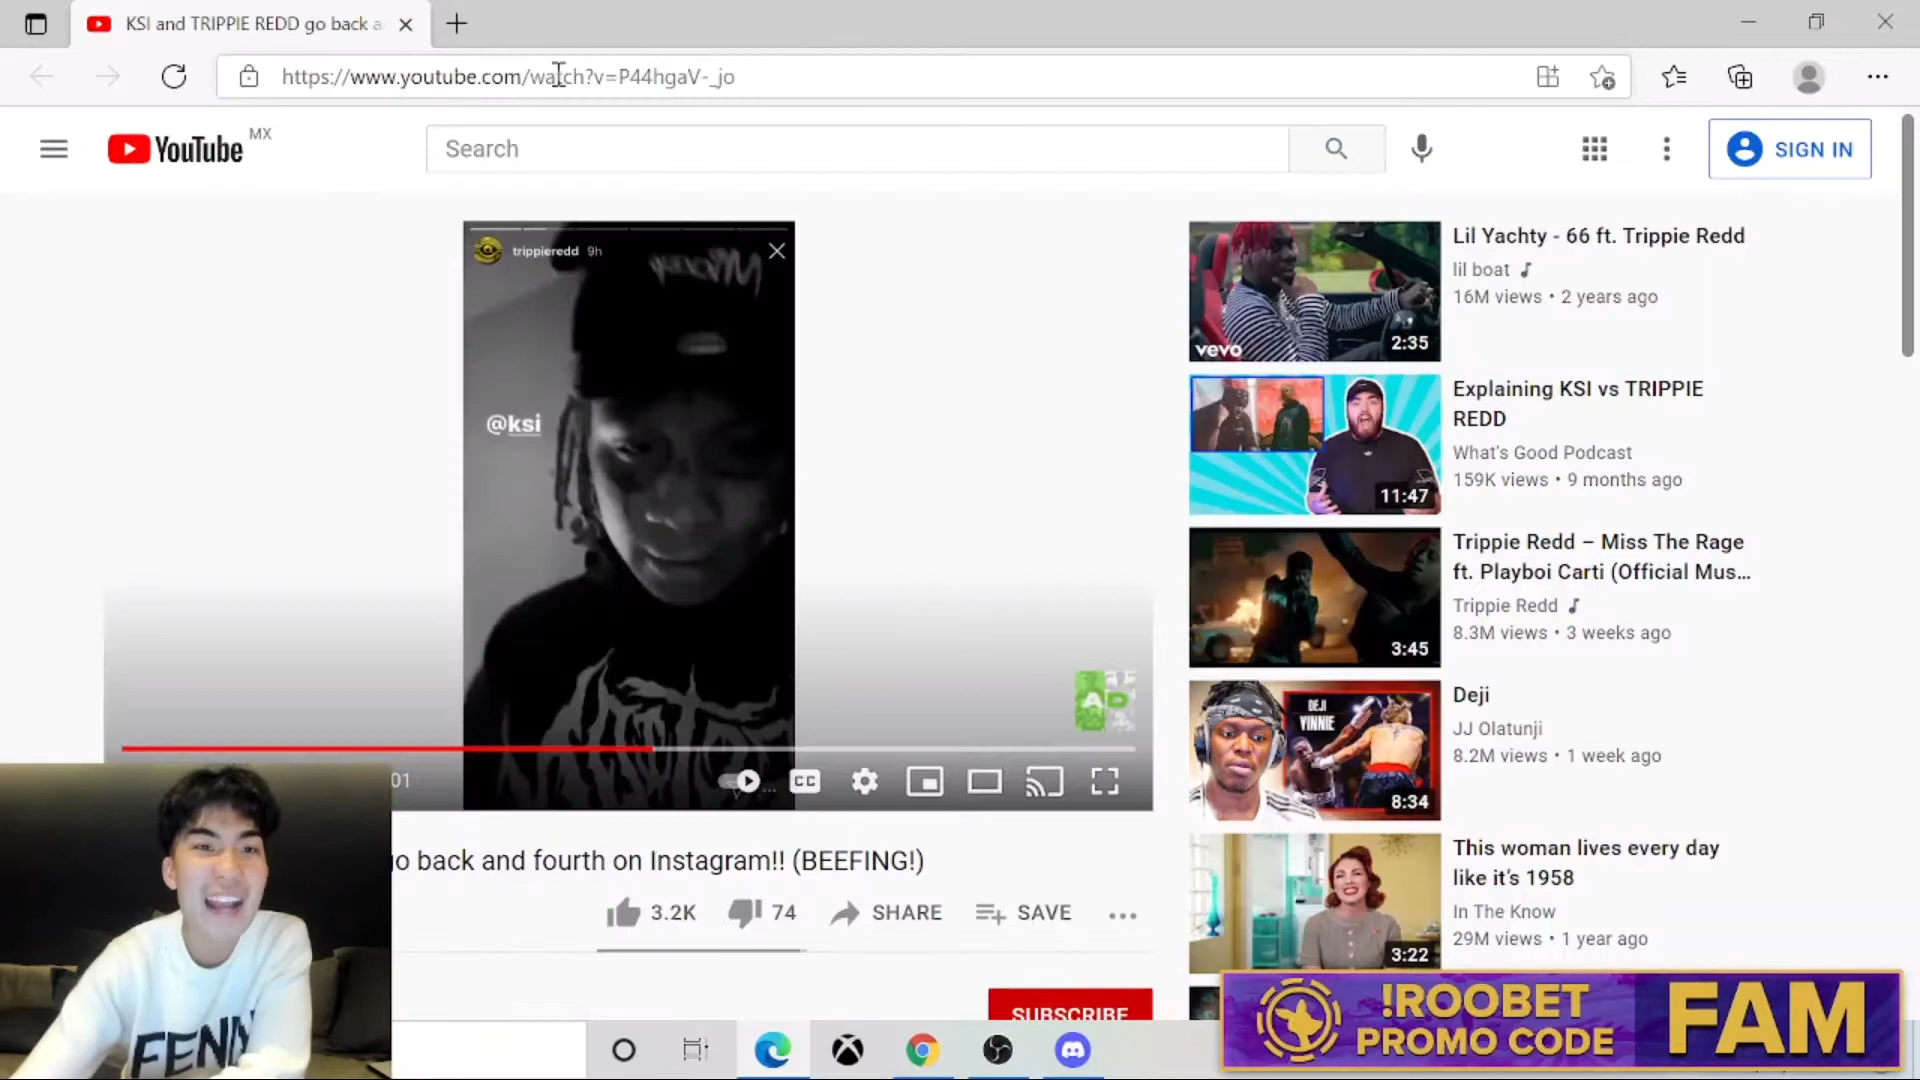 KSI and TRIPPIE REDD go back a
https://www.youtube.com/watch?v=P44hgaV-_jo
YouTube MX
Search
SIGN IN
trippieredd 9h
@ksi
AD
01
CC
go back and fourth on Instagram!! (BEEFING!)
3.2K
74
SHARE
SAVE
SUBSCRIBE
vevo
2:35
Lil Yachty - 66 ft. Trippie Redd
lil boat
16M views • 2 years ago
11:47
Explaining KSI vs TRIPPIE
REDD
What's Good Podcast
159K views • 9 months ago
3:45
Trippie Redd – Miss The Rage
ft. Playboi Carti (Official Mus...
Trippie Redd
8.3M views • 3 weeks ago
DEJI
VINNIE
8:34
Deji
JJ Olatunji
8.2M views • 1 week ago
3:22
This woman lives every day
like it's 1958
In The Know
29M views • 1 year ago
!ROOBET
PROMO CODE
FAM